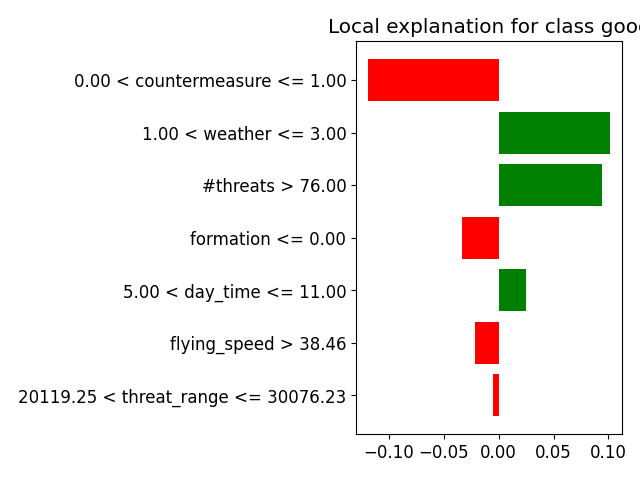 Local explanation for class goo
0.00 < countermeasure <= 1.00
1.00 < weather <= 3.00
#threats > 76.00
formation <= 0.00
5.00 < day_time <= 11.00
flying_speed > 38.46
20119.25 < threat_range <= 30076.23
−0.10 −0.05 0.00 0.05 0.10